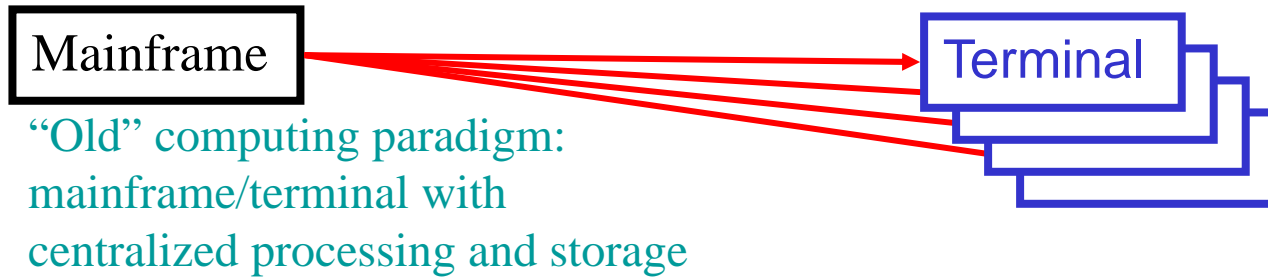 Mainframe
Terminal
“Old” computing paradigm:
mainframe/terminal with
centralized processing and storage